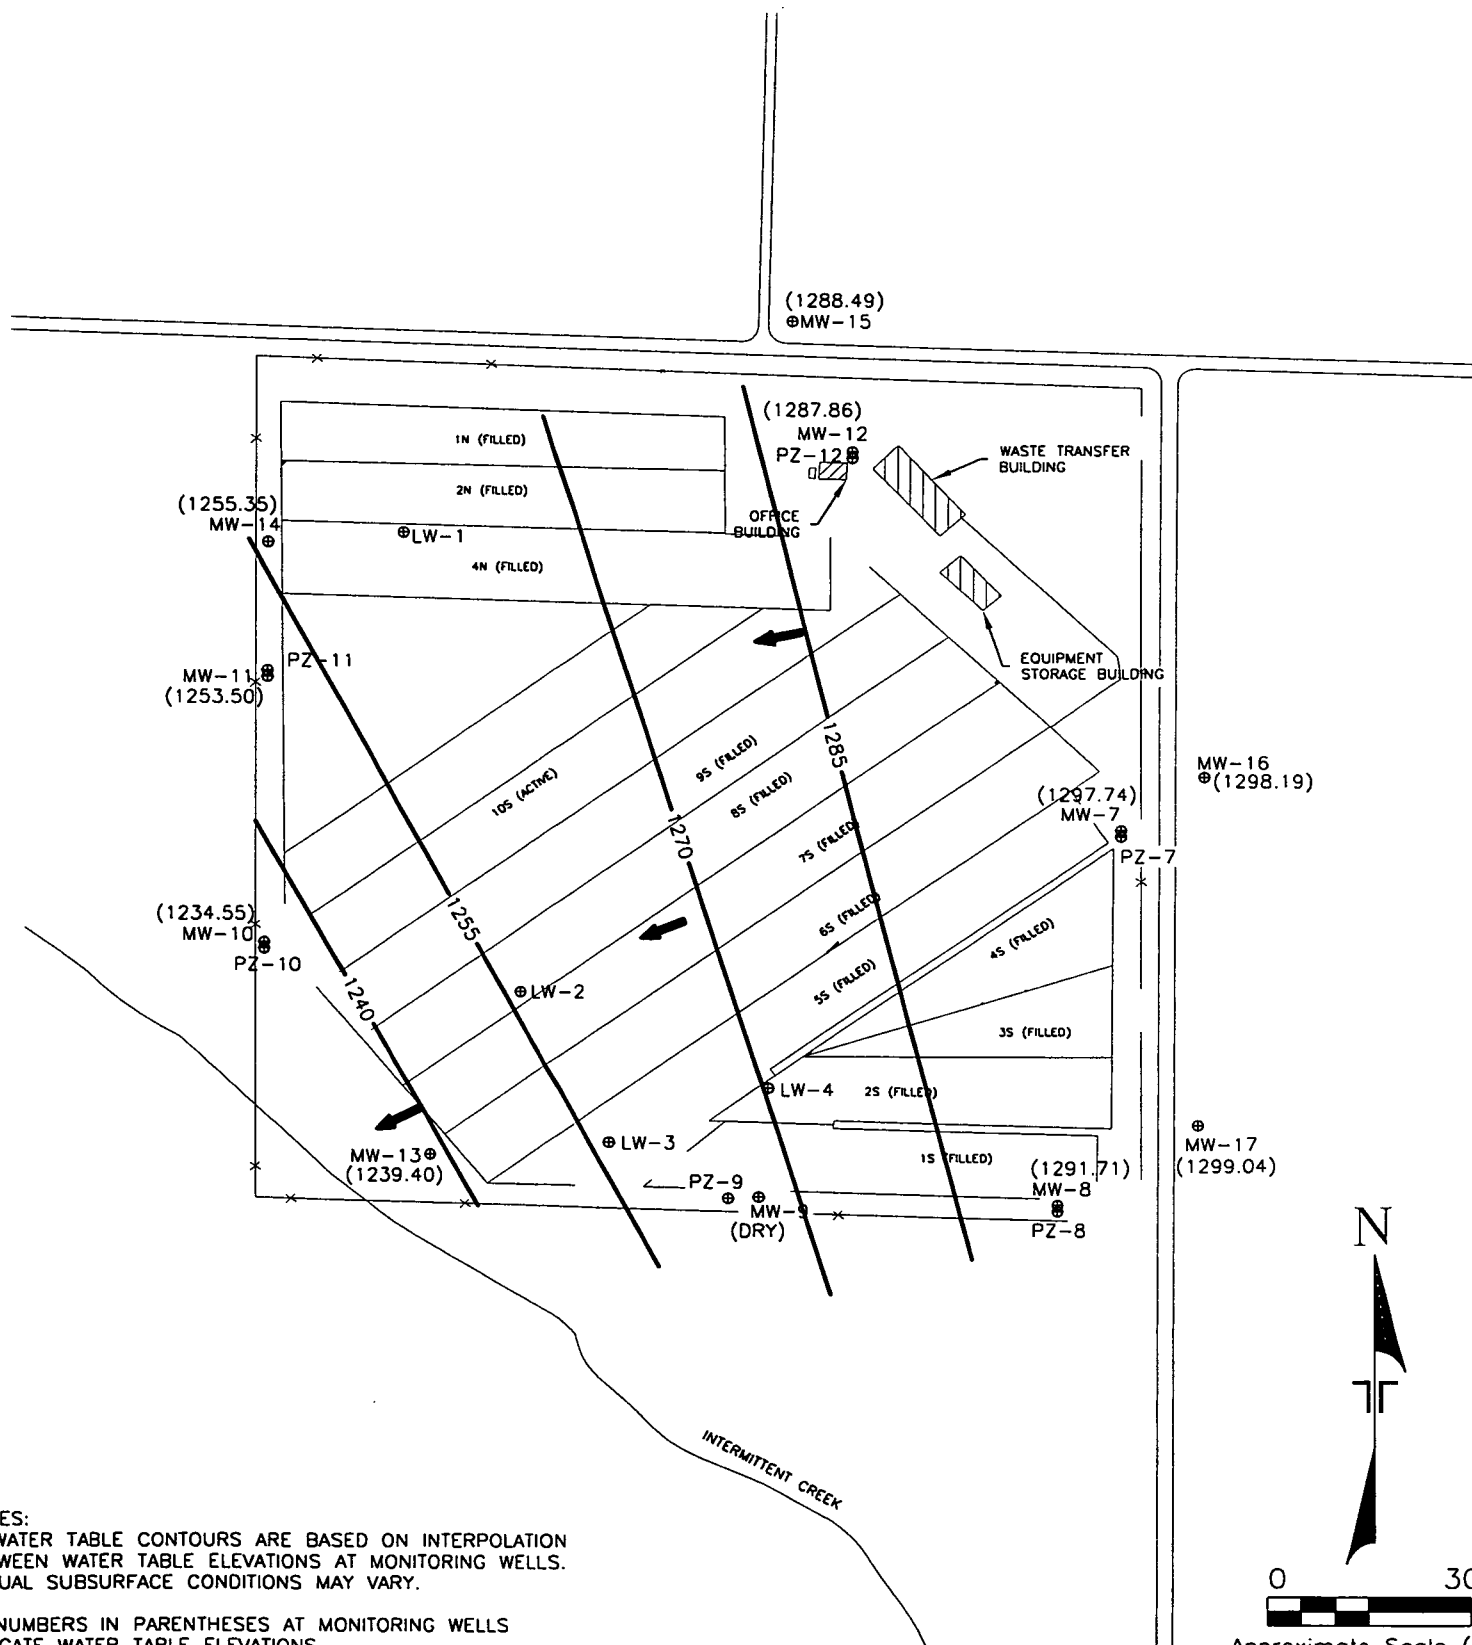 (1288.49)
MW-15
(1287.86)
MW-12
PZ-12
WASTE TRANSFER
BUILDING
1N (FILLED)
2N (FILLED)
(1255.35)
MW-14
OFFICE
BUILDING
LW-1
4N (FILLED)
PZ-11
MW-11
(1253.50)
EQUIPMENT
STORAGE BUILDING
1285
9S (FILLED)
10S (ACTIVE)
8S (FILLED)
MW-16
(1298.19)
(1297.74)
MW-7
PZ-7
1270
7S (FILLED)
6S (FILLED)
(1234.55)
MW-10
PZ-10
1255
4S (FILLED)
5S (FILLED)
1240
LW-2
3S (FILLED)
LW-4
2S (FILLED)
LW-3
MW-13
(1239.40)
1S (FILLED)
MW-17
(1299.04)
(1291.71)
MW-8
PZ-8
PZ-9
MW-9
(DRY)
N
INTERMITTENT CREEK
ES:
WATER TABLE CONTOURS ARE BASED ON INTERPOLATION
WEEN WATER TABLE ELEVATIONS AT MONITORING WELLS.
UAL SUBSURFACE CONDITIONS MAY VARY.
NUMBERS IN PARENTHESES AT MONITORING WELLS
CATE WATER TABLE ELEVATIONS
0 30
Approximate Scale (